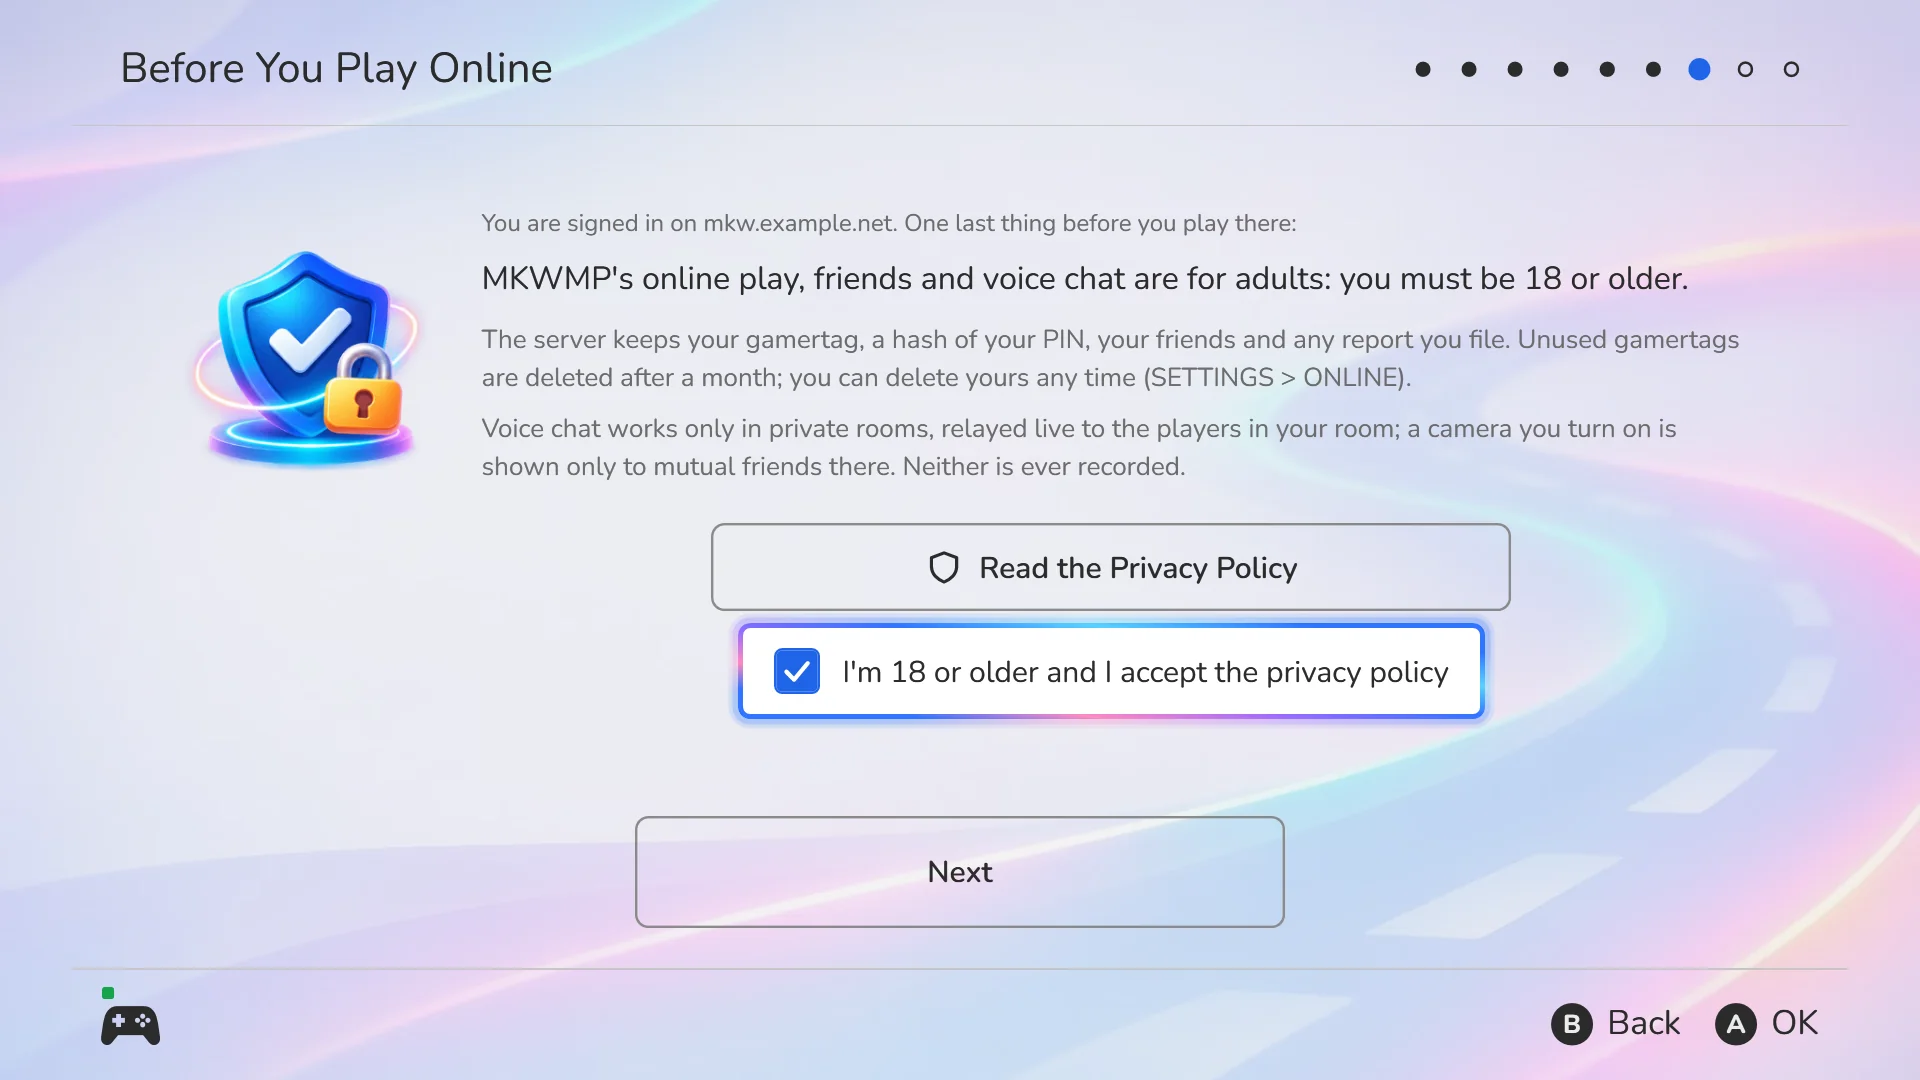 Before You Play Online
You are signed in on mkw.example.net. One last thing before you play there:
MKWMP's online play, friends and voice chat are for adults: you must be 18 or older.
The server keeps your gamertag, a hash of your PIN, your friends and any report you file. Unused gamertags
are deleted after a month; you can delete yours any time (SETTINGS > ONLINE).
Voice chat works only in private rooms, relayed live to the players in your room; a camera you turn on is
shown only to mutual friends there. Neither is ever recorded.
Read the Privacy Policy
I'm 18 or older and I accept the privacy policy
Next
B Back A OK